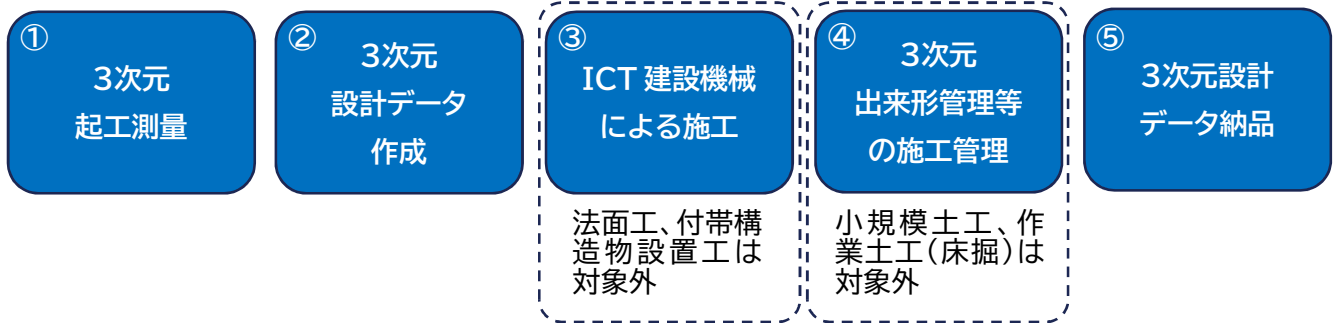 ①
3次元
起工測量
②
3次元
設計データ
作成
③
ICT 建設機械
による施工
法面工、付帯構
造物設置工は
対象外
④
3次元
出来形管理等
の施工管理
小規模土工、作
業土工(床掘)は
対象外
⑤
3次元設計
データ納品